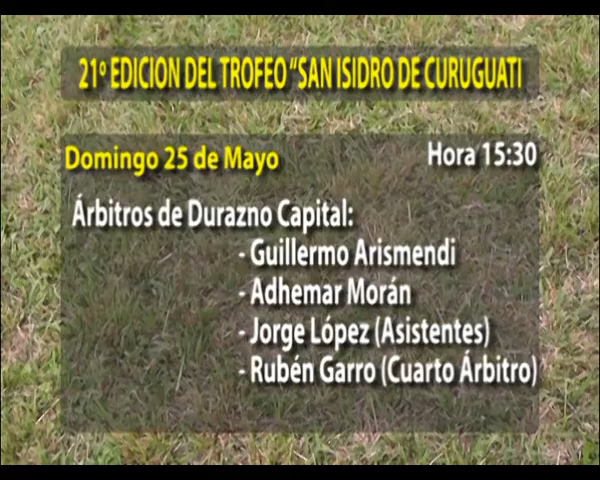 21º EDICION DEL TROFEO “SAN ISIDRO DE CURUGUATI
Domingo 25 de Mayo Hora 15:30
Árbitros de Durazno Capital:
- Guillermo Arismendi
- Adhemar Morán
- Jorge López (Asistentes)
- Rubén Garro (Cuarto Árbitro)